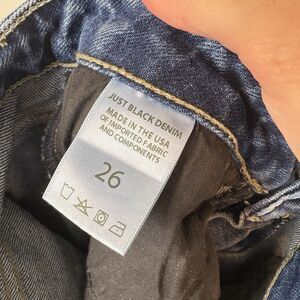 JUST BLACK DENIM
MADE IN THE USA
OF IMPORTED FABRIC
AND COMPONENTS
26